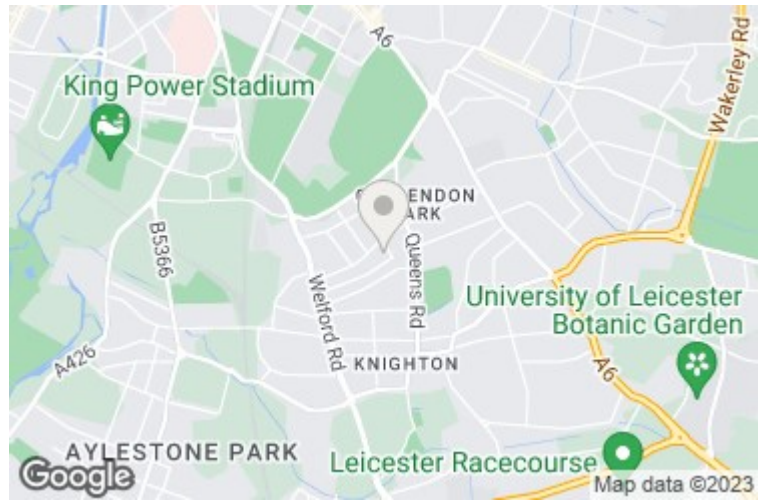 A6
King Power Stadium
Wakerley Rd
ENDON
ARK
B5366
Queens Rd
Welford Rd
University of Leicester
Botanic Garden
A426
KNIGHTON
A6
AYLESTONE PARK
Leicester Racecourse
Google
Map data ©2023